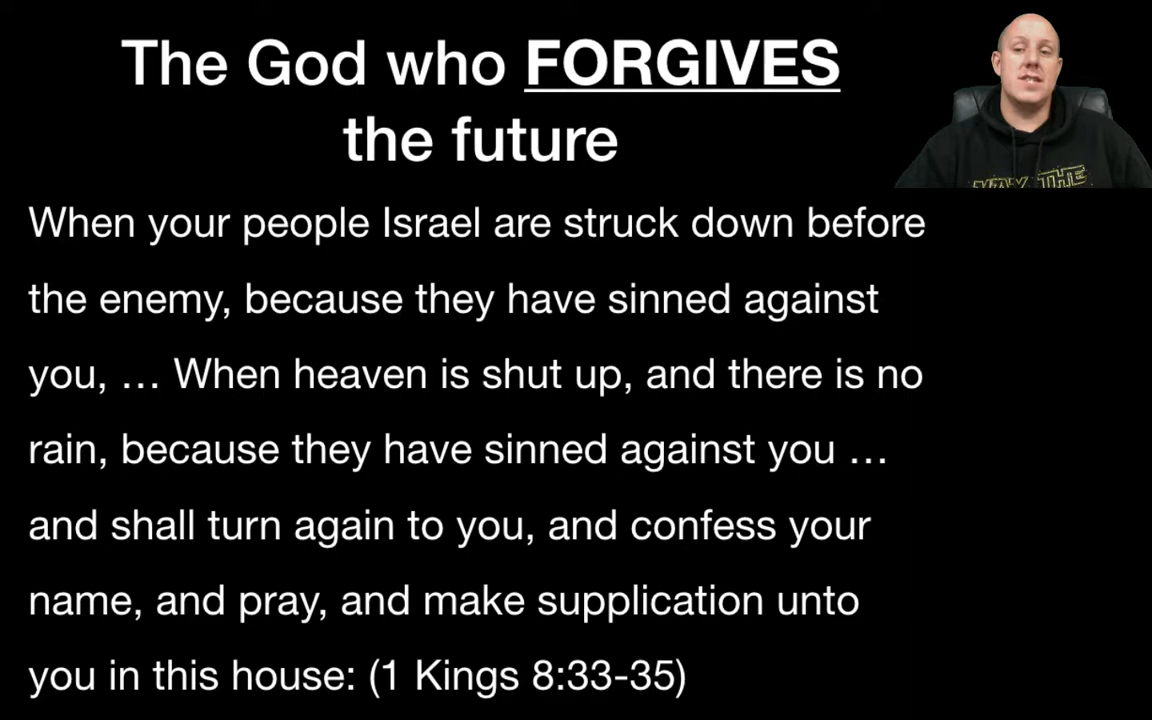 The God who FORGIVES
the future
When your people Israel are struck down before
the enemy, because they have sinned against
you, … When heaven is shut up, and there is no
rain, because they have sinned against you …
and shall turn again to you, and confess your
name, and pray, and make supplication unto
you in this house: (1 Kings 8:33-35)
THE